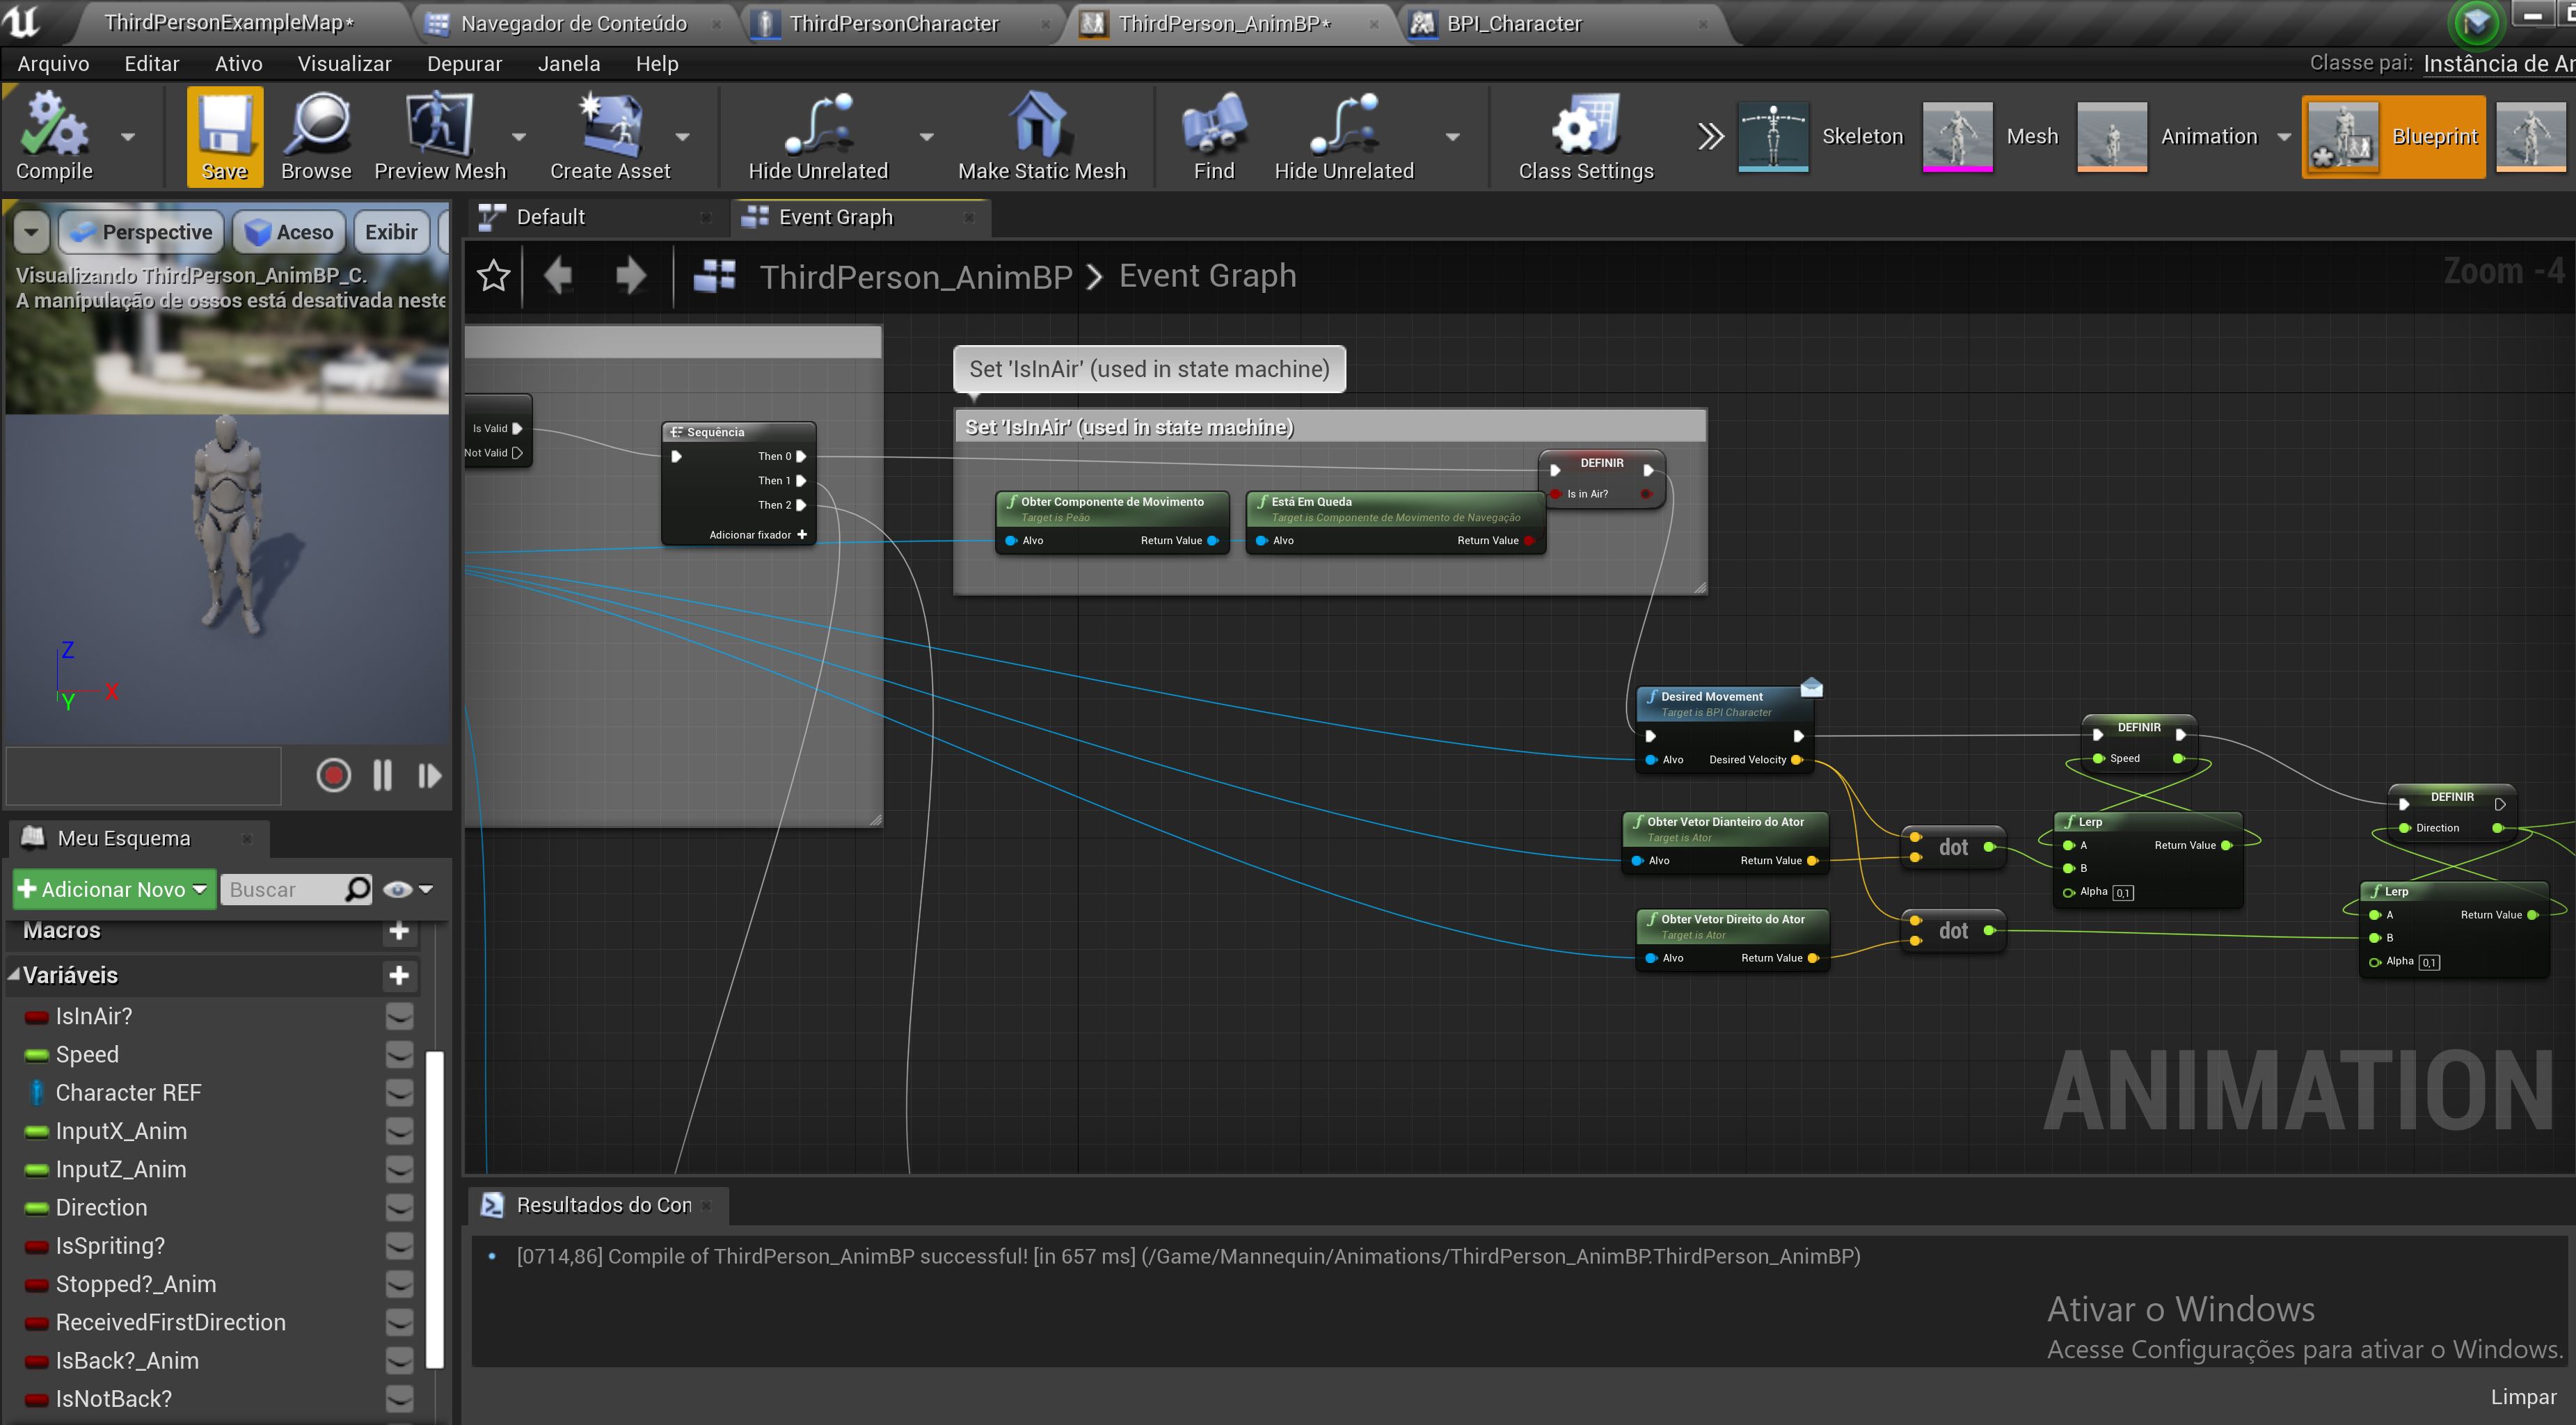 ThirdPersonExampleMap*
Navegador de Conteúdo
ThirdPersonCharacter
ThirdPerson_AnimBP*
BPI_Character
Arquivo Editar Ativo Visualizar Depurar Janela Help
Classe pai: Instância de An
Compile
Save
Browse
Preview Mesh
Create Asset
Hide Unrelated
Make Static Mesh
Find
Hide Unrelated
Class Settings
Skeleton
Mesh
Animation
Blueprint
Perspective
Aceso
Exibir
Visualizando ThirdPerson_AnimBP_C.
A manipulação de ossos está desativada neste
Z
X
Y
Default
Event Graph
ThirdPerson_AnimBP > Event Graph
Zoom -4
Set 'IsInAir' (used in state machine)
Set 'IsInAir' (used in state machine)
Is Valid
Not Valid
Sequência
Then 0
Then 1
Then 2
Adicionar fixador +
Obter Componente de Movimento
Target is Peão
Alvo Return Value
Está Em Queda
Target is Componente de Movimento de Navegação
Alvo Return Value
DEFINIR
Is in Air?
Desired Movement
Target is BPI Character
Alvo Desired Velocity
Obter Vetor Dianteiro do Ator
Target is Ator
Alvo Return Value
Obter Vetor Direito do Ator
Target is Ator
Alvo Return Value
dot
dot
DEFINIR
Speed
Lerp
A Return Value
B
Alpha 0,1
DEFINIR
Direction
Lerp
A Return Value
B
Alpha 0,1
ANIMATION
Meu Esquema
Adicionar Novo
Buscar
Macros
Variáveis
IsInAir?
Speed
Character REF
InputX_Anim
InputZ_Anim
Direction
IsSpriting?
Stopped?_Anim
ReceivedFirstDirection
IsBack?_Anim
IsNotBack?
Resultados do Con
[0714,86] Compile of ThirdPerson_AnimBP successful! [in 657 ms] (/Game/Mannequin/Animations/ThirdPerson_AnimBP.ThirdPerson_AnimBP)
Ativar o Windows
Acesse Configurações para ativar o Windows.
Limpar